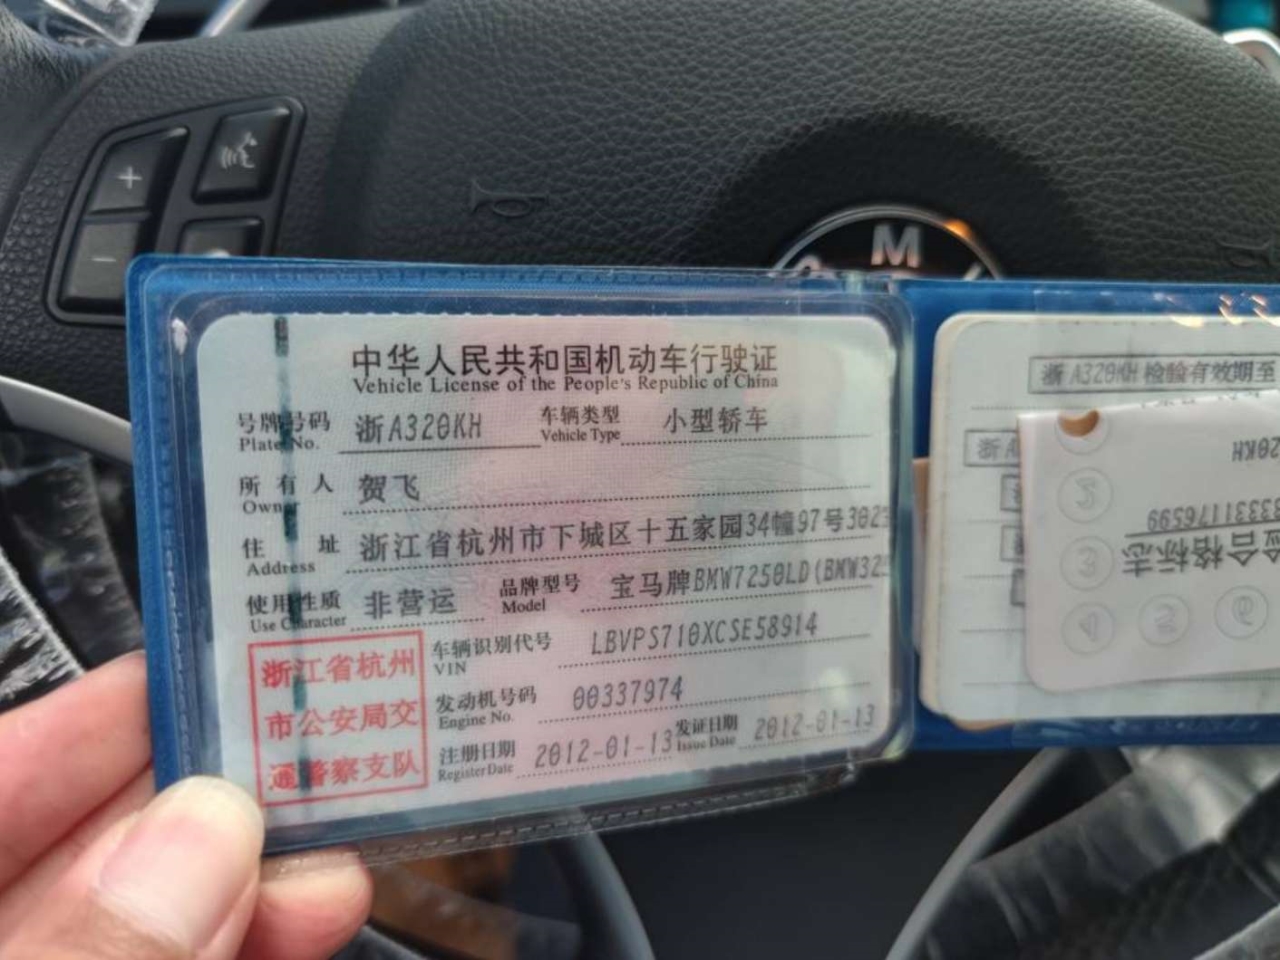 M
中华人民共和国机动车行驶证
Vehicle License of the People's Republic of China
号牌号码 浙A320KH 车辆类型 小型轿车
Plate No. Vehicle Type
所有人 贺飞
Owner
住址 浙江省杭州市下城区十五家园34幢97号302
Address
使用性质 非营运 品牌型号 宝马牌BMW7250LD(BMW32
Use Character Model
浙江省杭州
市公安局交
通警察支队
车辆识别代号 LBVPS710XCSE58914
VIN
发动机号码 00337974
Engine No.
注册日期 2012-01-13 发证日期 2012-01-13
Register Date Issue Date
浙A320KH检验有效期至
浙A
20KH
33331176599
检合格标志